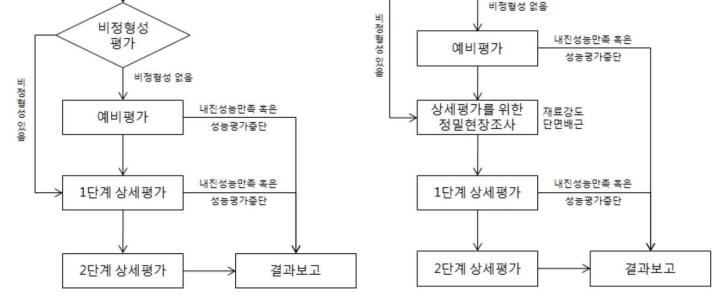 비정형성
평가
비정형성 있음
비정형성 없음
예비평가
내진성능만족 혹은
성능평가중단
1단계 상세평가
내진성능만족 혹은
성능평가중단
2단계 상세평가
결과보고
비정형성 없음
비정형성 있음
예비평가
내진성능만족 혹은
성능평가중단
상세평가를 위한
정밀현장조사
재료강도
단면배근
1단계 상세평가
내진성능만족 혹은
성능평가중단
2단계 상세평가
결과보고